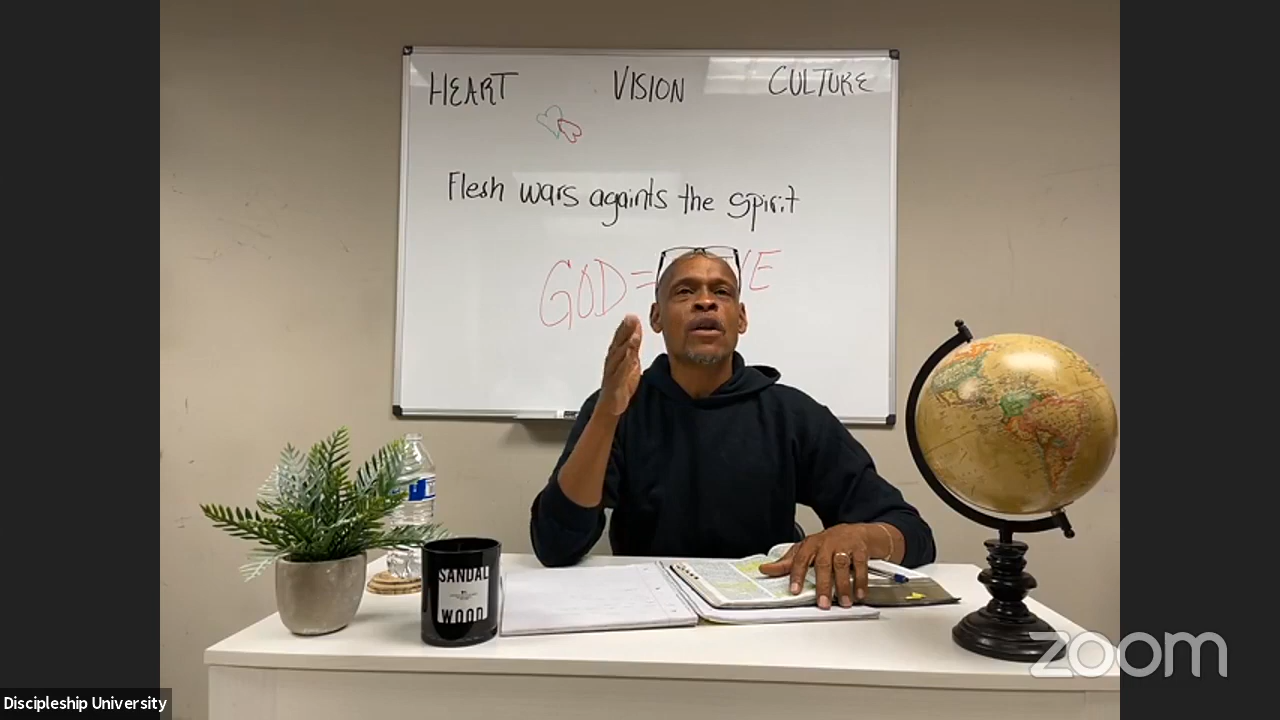 HEART VISION CULTURE
Flesh wars againts the spirit
GOD =
SANDAL
WOOD
zoom
Discipleship University